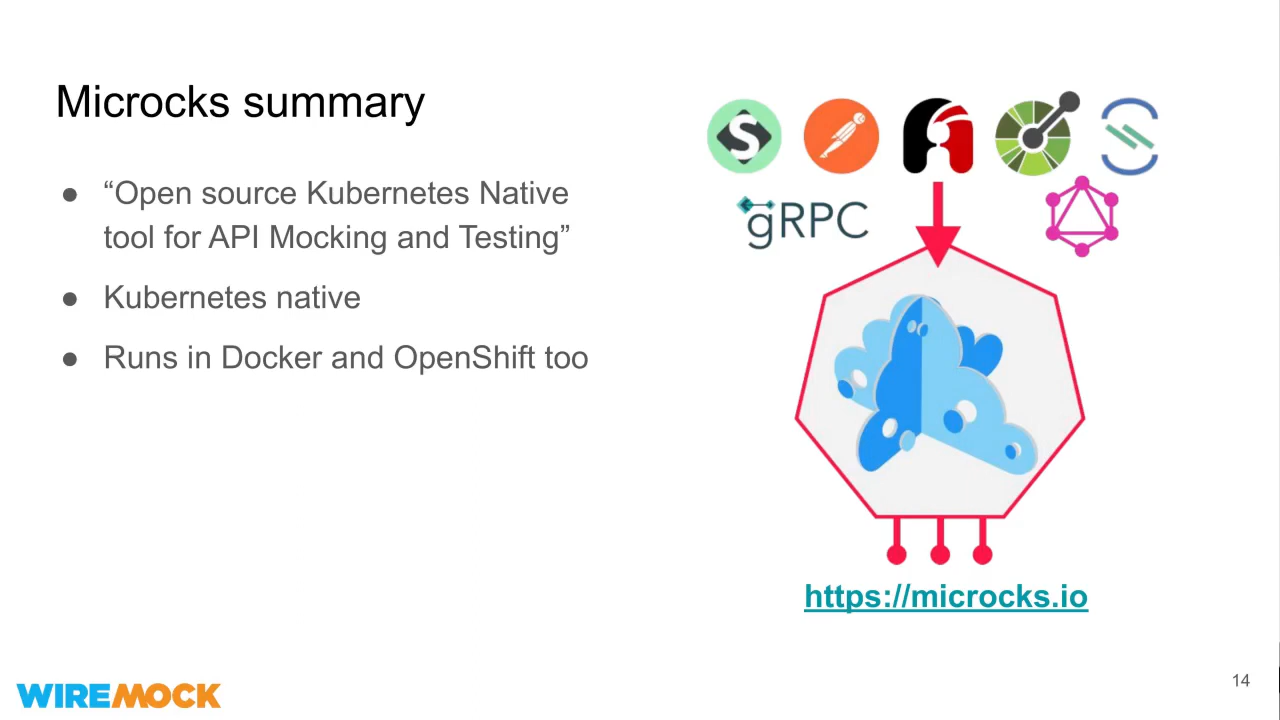 Microcks summary
● “Open source Kubernetes Native
tool for API Mocking and Testing”
● Kubernetes native
● Runs in Docker and OpenShift too
S
gRPC
https://microcks.io
WIREMOCK
14